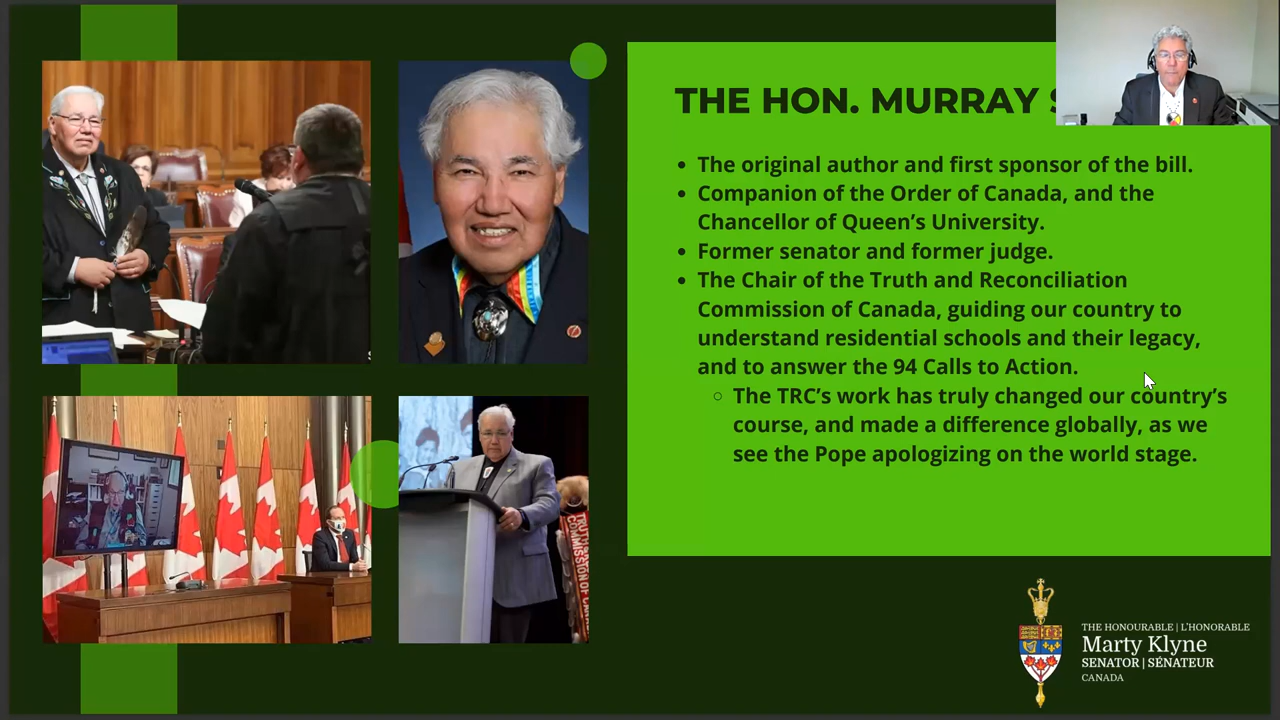 THE HON. MURRAY
The original author and first sponsor of the bill.
Companion of the Order of Canada, and the
Chancellor of Queen’s University.
Former senator and former judge.
The Chair of the Truth and Reconciliation
Commission of Canada, guiding our country to
understand residential schools and their legacy,
and to answer the 94 Calls to Action.
The TRC’s work has truly changed our country’s
course, and made a difference globally, as we
see the Pope apologizing on the world stage.
THE HONOURABLE | L'HONORABLE
Marty Klyne
SENATOR | SÉNATEUR
CANADA
COMMISSION OF